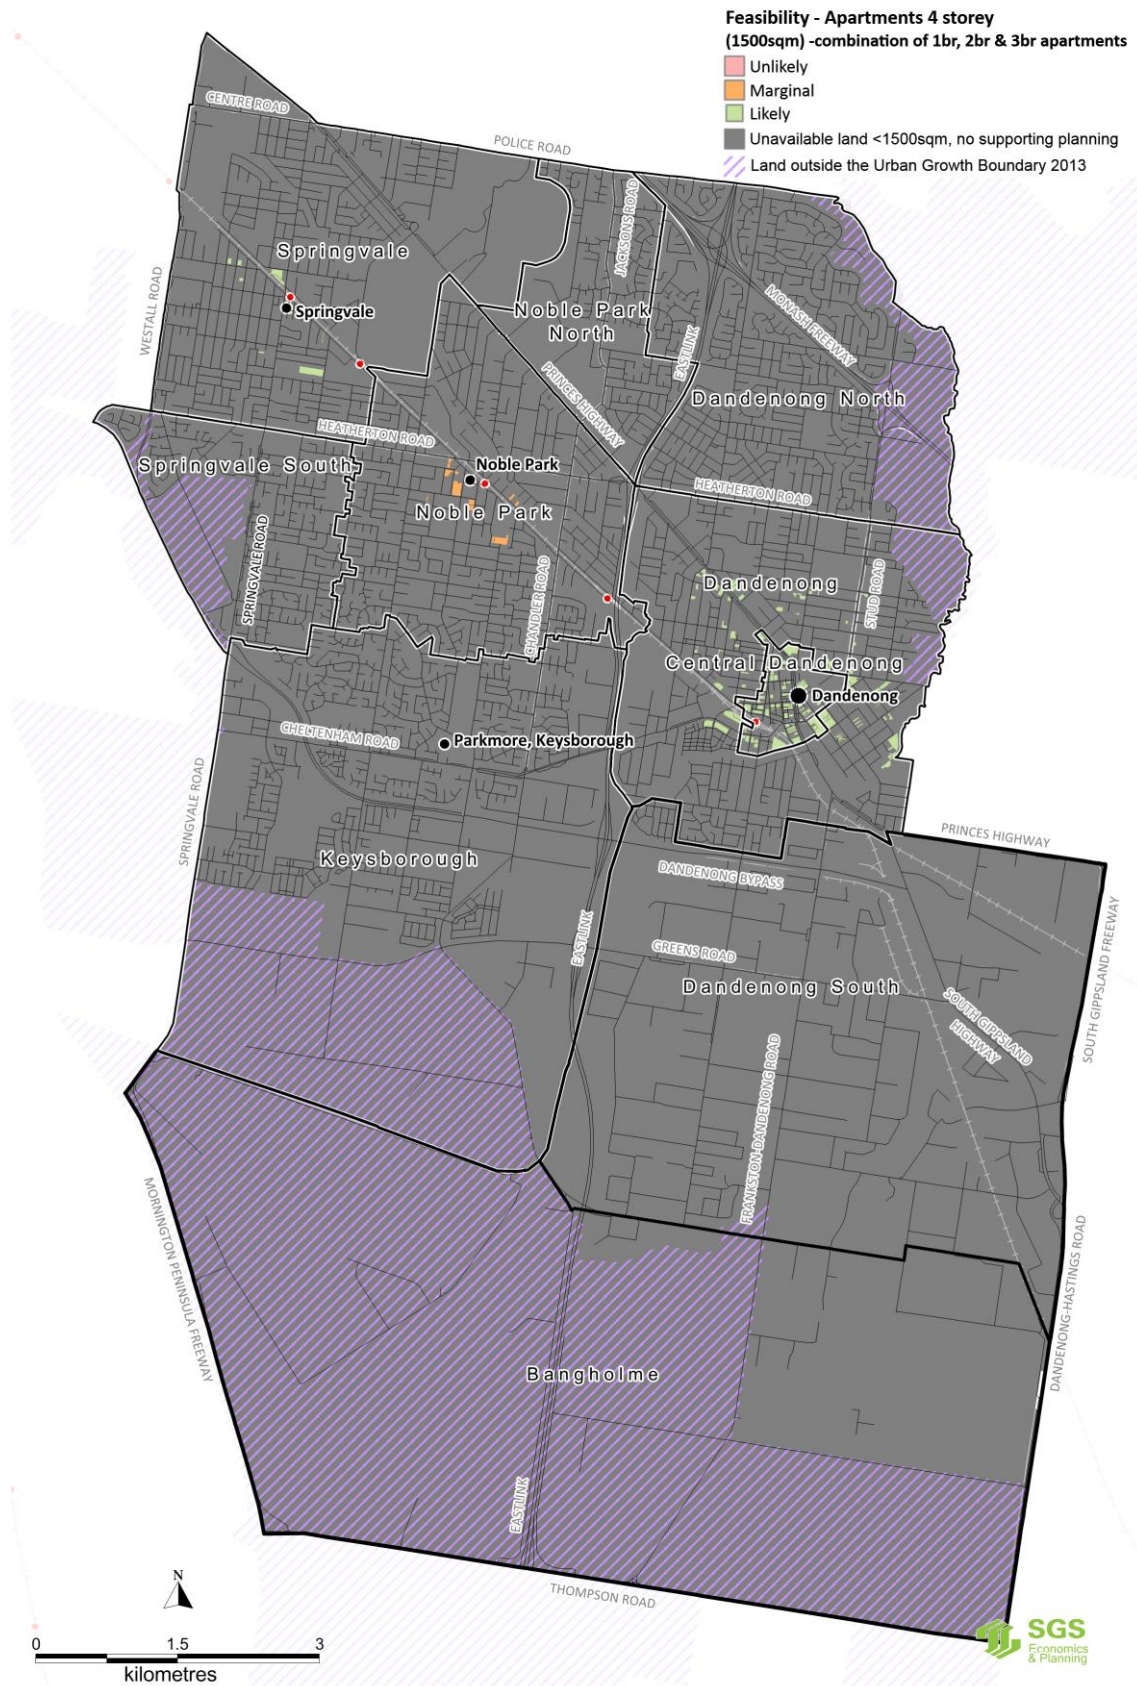 Feasibility - Apartments 4 storey
(1500sqm) -combination of 1br, 2br & 3br apartments
Unlikely
Marginal
Likely
Unavailable land <1500sqm, no supporting planning
Land outside the Urban Growth Boundary 2013
CENTRE ROAD
POLICE ROAD
JACKSONS ROAD
Springvale
WESTALL ROAD
Springvale
Noble Park
North
MONASH FREEWAY
EASTLINK
PRINCES HIGHWAY
Dandenong North
HEATHERTON ROAD
Springvale South
Noble Park
HEATHERTON ROAD
Noble Park
SPRINGVALE ROAD
CHANDLER ROAD
Dandenong
STUD ROAD
Central Dandenong
Dandenong
CHELTENHAM ROAD
Parkmore, Keysborough
SPRINGVALE ROAD
PRINCES HIGHWAY
Keysborough
DANDENONG BYPASS
EASTLINK
GREENS ROAD
Dandenong South
SOUTH GIPPSLAND
HIGHWAY
SOUTH GIPPSLAND FREEWAY
FRANKSTON-DANDENONG ROAD
MORNINGTON PENINSULA FREEWAY
DANDENONG-HASTINGS ROAD
Bangholme
EASTLINK
THOMPSON ROAD
N
0 1.5 3
kilometres
SGS
Economics
& Planning